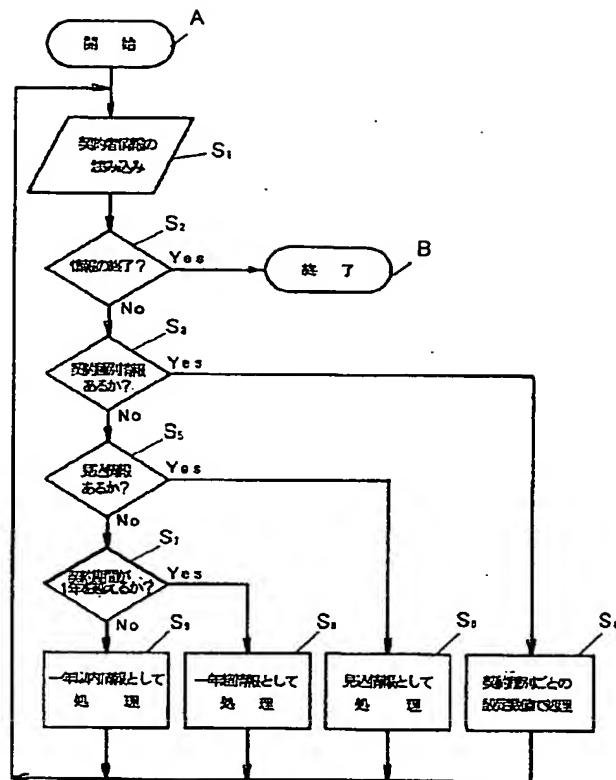 開 始
A
契約者情報の
読み込み
S₁
S₂
情報の終了?
Yes
終 了
B
No
S₃
契約種別情報
あるか?
Yes
No
S₅
見込情報
あるか?
Yes
No
S₇
契約期間が
1年を超えるか?
Yes
No
S₉
一年以内情報として
処 理
S₈
一年超情報として
処 理
S₆
見込情報として
処 理
S₄
契約種別ごとの
設定数値で処理